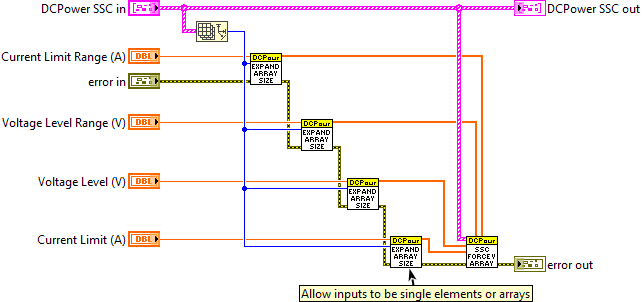 DCPower SSC in
DCPower SSC out
Current Limit Range (A)
DBL
DCPwr
EXPAND
ARRAY
SIZE
error in
Voltage Level Range (V)
DBL
DCPwr
EXPAND
ARRAY
SIZE
Voltage Level (V)
DBL
DCPwr
EXPAND
ARRAY
SIZE
Current Limit (A)
DBL
DCPwr
EXPAND
ARRAY
SIZE
DCPwr
SSC
FORCEV
ARRAY
error out
Allow inputs to be single elements or arrays